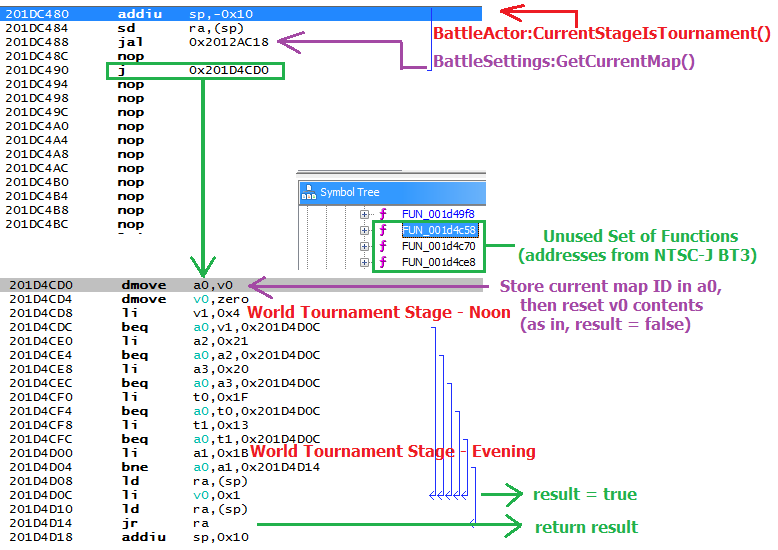 201DC480 addiu sp,-0x10
201DC484 sd ra,(sp)
BattleActor:CurrentStageIsTournament()
201DC488 jal 0x2012AC18
201DC48C nop
BattleSettings:GetCurrentMap()
201DC490 j 0x201D4CD0
201DC494 nop
201DC498 nop
201DC49C nop
201DC4A0 nop
201DC4A4 nop
201DC4A8 nop
201DC4AC nop
201DC4B0 nop
201DC4B4 nop
201DC4B8 nop
201DC4BC nop
Symbol Tree
f FUN_001d49f8
f FUN_001d4c58
f FUN_001d4c70
f FUN_001d4ce8
Unused Set of Functions
(addresses from NTSC-J BT3)
201D4CD0 dmove a0,v0
201D4CD4 dmove v0,zero
Store current map ID in a0,
then reset v0 contents
(as in, result = false)
201D4CD8 li v1,0x4
World Tournament Stage - Noon
201D4CDC beq a0,v1,0x201D4D0C
201D4CE0 li a2,0x21
201D4CE4 beq a0,a2,0x201D4D0C
201D4CE8 li a3,0x20
201D4CEC beq a0,a3,0x201D4D0C
201D4CF0 li t0,0x1F
201D4CF4 beq a0,t0,0x201D4D0C
201D4CF8 li t1,0x13
201D4CFC beq a0,t1,0x201D4D0C
201D4D00 li a1,0x1B
World Tournament Stage - Evening
201D4D04 bne a0,a1,0x201D4D14
201D4D08 ld ra,(sp)
201D4D0C li v0,0x1
result = true
201D4D10 ld ra,(sp)
201D4D14 jr ra
return result
201D4D18 addiu sp,0x10